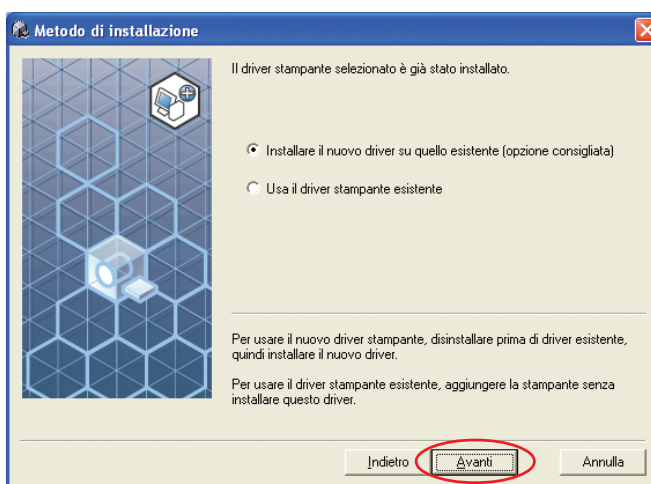 Metodo di installazione
Il driver stampante selezionato è già stato installato.
Installare il nuovo driver su quello esistente (opzione consigliata)
Usa il driver stampante esistente
Per usare il nuovo driver stampante, disinstallare prima di driver esistente,
quindi installare il nuovo driver.
Per usare il driver stampante esistente, aggiungere la stampante senza
installare questo driver.
Indietro
Avanti
Annulla